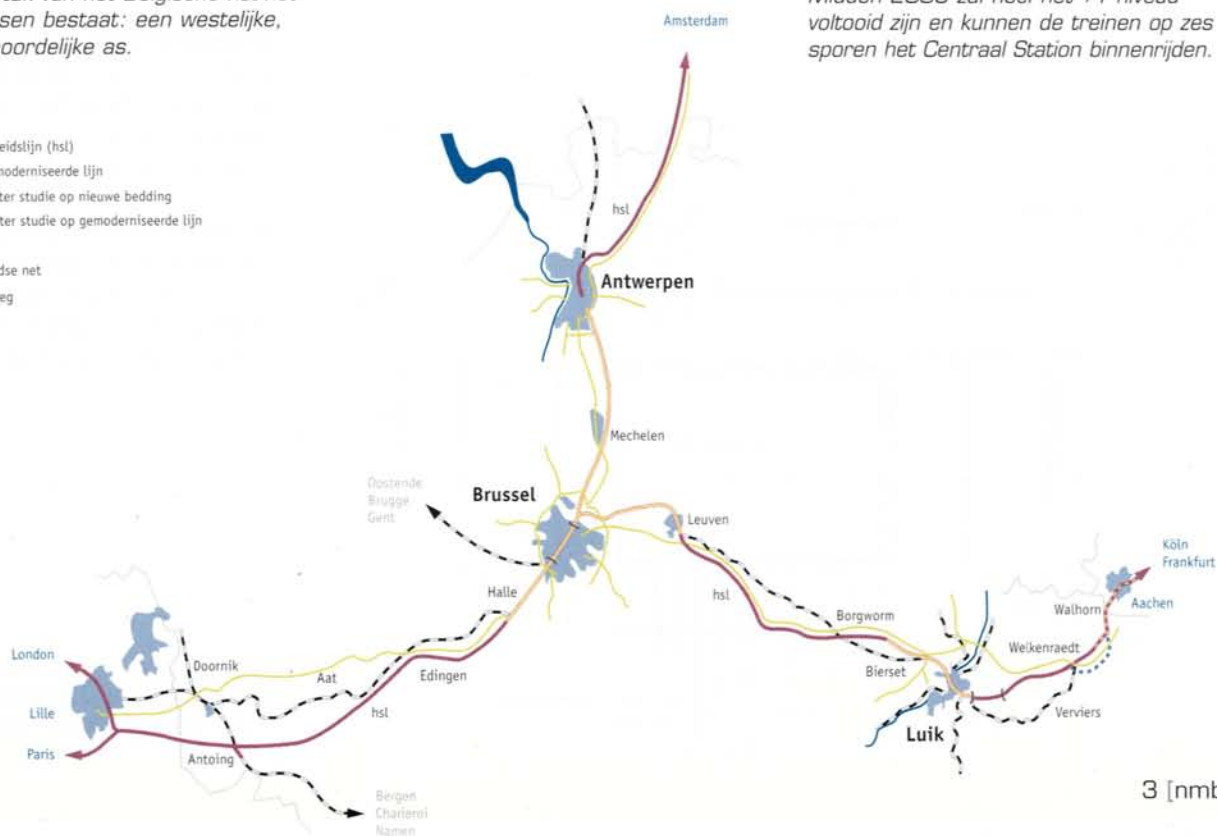 van het Belgische
sen bestaat: een westelijke,
oordelijke as.
voltooid zijn en kunnen de treinen op zes
sporen het Centraal Station binnenrijden.
eidslijn (hsl)
moderniseerde lijn
ter studie op nieuwe bedding
ter studie op gemoderniseerde lijn
dse net
eg
Amsterdam
hsl
Antwerpen
Mechelen
Oostende
Brugge
Gent
Brussel
Leuven
Halle
hsl
Borgworm
Köln
Frankfurt
Walhorn
Aachen
Welkenraedt
Bierset
Verviers
Luik
London
Doornik
Aat
Edingen
Lille
hsl
Paris
Antoing
Bergen
Charleroi
Namen
3 [nmb